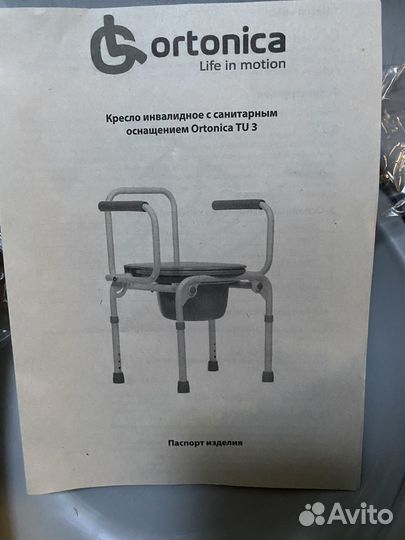 ortonica
Life in motion
Кресло инвалидное с санитарным
оснащением Ortonica TU 3
Паспорт изделия
Avito